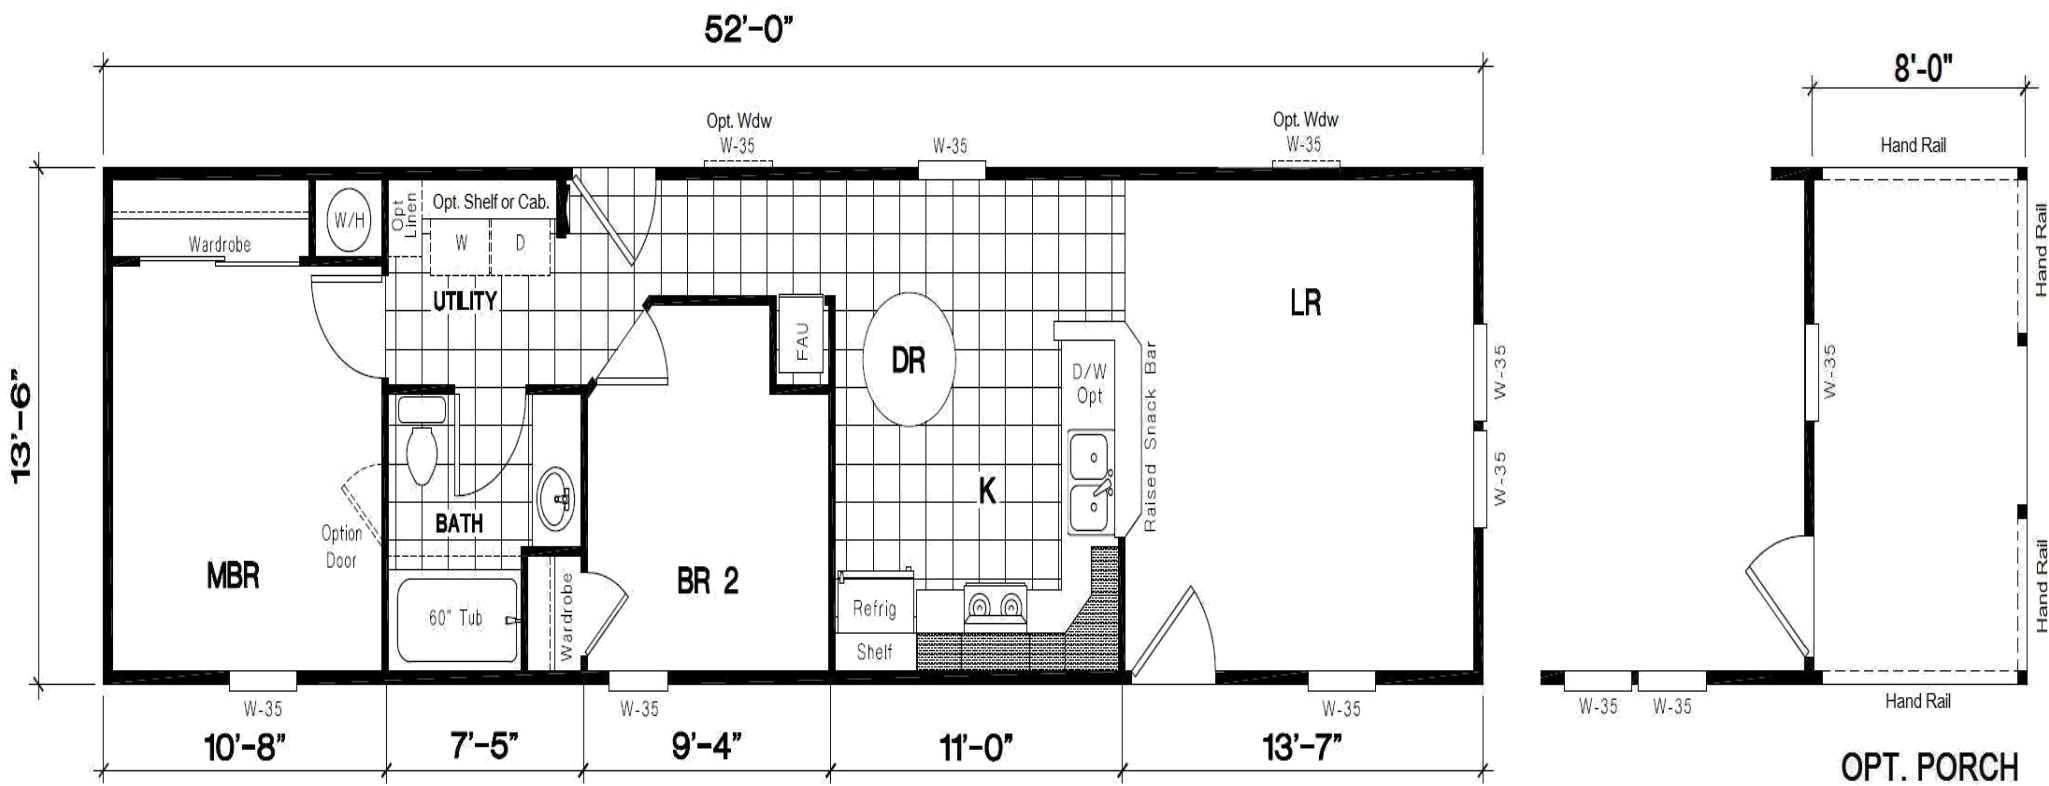 52'-0"
8'-0"
Opt. Wdw
W-35
W-35
Opt. Wdw
W-35
Hand Rail
13'-6"
Wardrobe
W/H
Opt
Linen
Opt. Shelf or Cab.
W
D
UTILITY
FAU
DR
LR
D/W
Opt
Raised Snack Bar
K
W-35
W-35
Option
Door
MBR
BATH
60" Tub
Wardrobe
BR 2
Refrig
Shelf
W-35
W-35
W-35
10'-8"
7'-5"
9'-4"
11'-0"
13'-7"
Hand Rail
W-35
Hand Rail
W-35
W-35
Hand Rail
OPT. PORCH